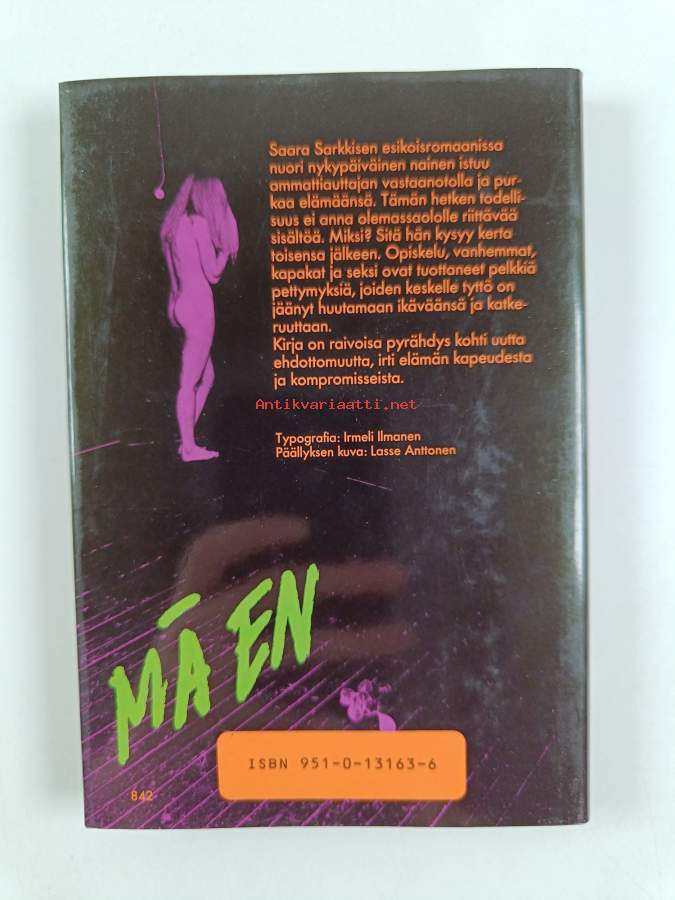 Saara Sarkkisen esikoisromaanissa
nuori nykypäiväinen nainen istuu
ammattiauttajan vastaanotolla ja pur-
kaa elämäänsä. Tämän hetken todelli-
suus ei anna olemassaololle riittävää
sisältöä. Miksi? Sitä hän kysyy kerta
toisensa jälkeen. Opiskelu, vanhemmat,
kapakat ja seksi ovat tuottaneet pelkkiä
pettymyksiä, joiden keskelle tyttö on
jäänyt huutamaan ikäväänsä ja katke-
ruuttaan.
Kirja on raivoisa pyrähdys kohti uutta
ehdottomuutta, irti elämän kapeudesta
ja kompromisseista.
Antikvariaatti.net
Typografia: Irmeli Ilmanen
Päällyksen kuva: Lasse Anttonen
MÄ EN
ISBN 951-0-13163-6
842